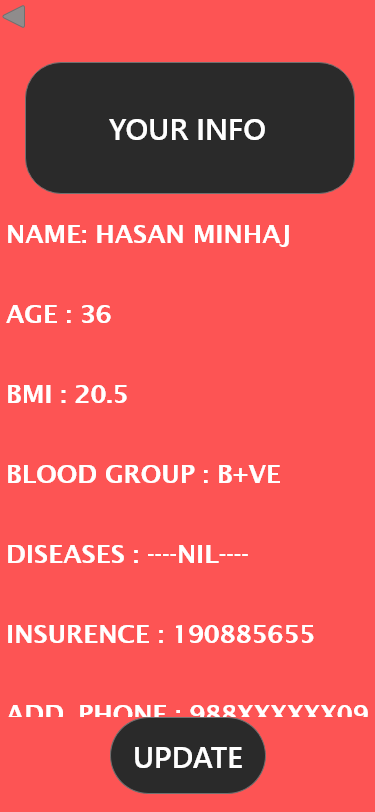 YOUR INFO
NAME: HASAN MINHAJ
AGE : 36
BMI : 20.5
BLOOD GROUP : B+VE
DISEASES : ----NIL----
INSURENCE : 190885655
ADD. PHONE : 988XXXXXX09
UPDATE